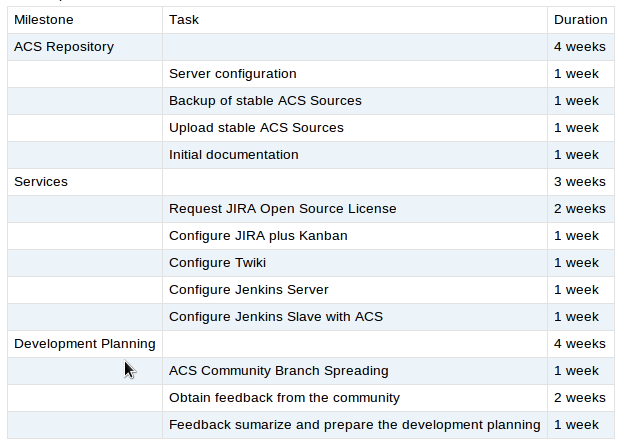 Milestone Task Duration
ACS Repository 4 weeks
Server configuration 1 week
Backup of stable ACS Sources 1 week
Upload stable ACS Sources 1 week
Initial documentation 1 week
Services 3 weeks
Request JIRA Open Source License 2 weeks
Configure JIRA plus Kanban 1 week
Configure Twiki 1 week
Configure Jenkins Server 1 week
Configure Jenkins Slave with ACS 1 week
Development Planning 4 weeks
ACS Community Branch Spreading 1 week
Obtain feedback from the community 2 weeks
Feedback sumarize and prepare the development planning 1 week